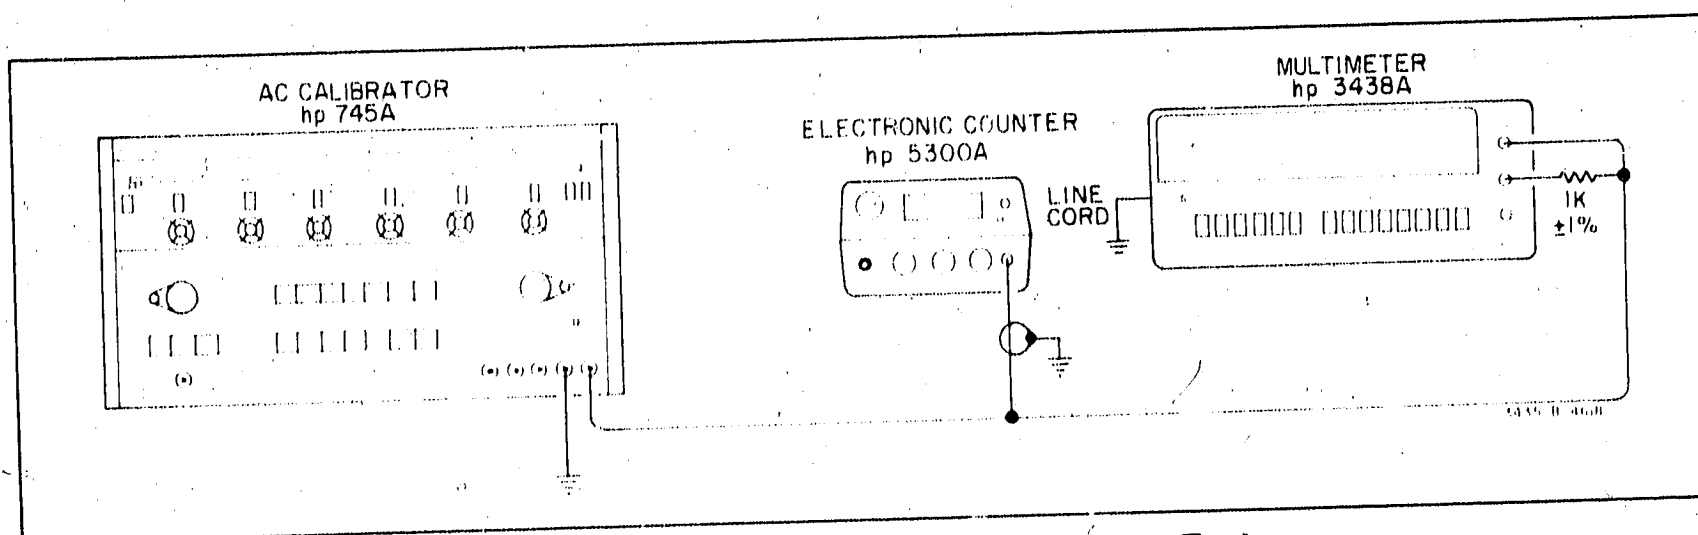 AC CALIBRATOR
hp 745A
ELECTRONIC COUNTER
hp 5300A
MULTIMETER
hp 3438A
LINE
CORD
1K
±1%